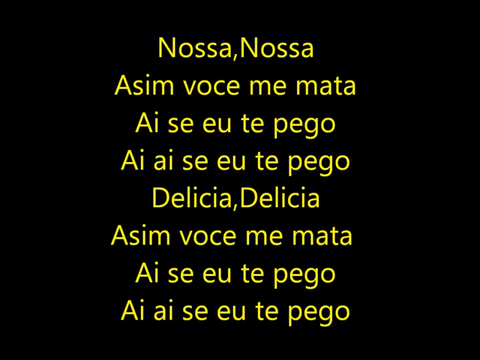 Nossa,Nossa
Asim voce me mata
Ai se eu te pego
Ai ai se eu te pego
Delicia,Delicia
Asim voce me mata
Ai se eu te pego
Ai ai se eu te pego